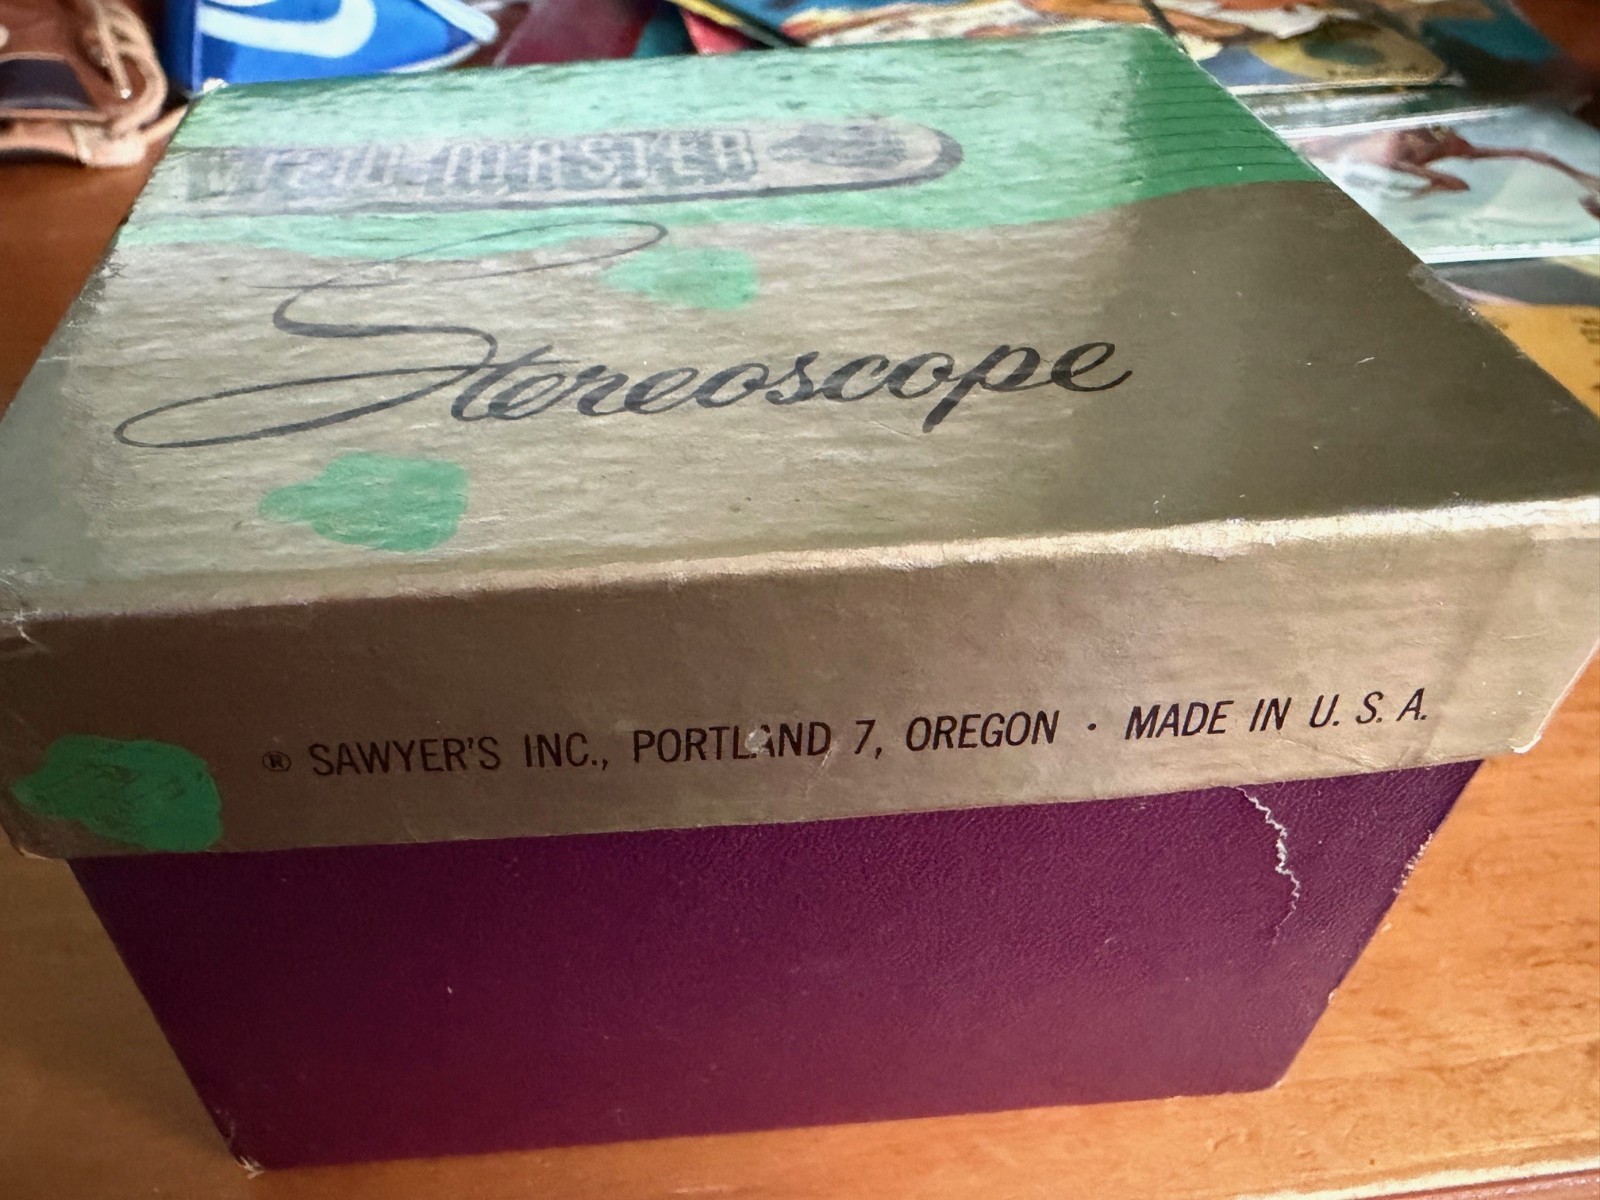 VIEW-MASTER
Stereoscope
® SAWYER'S INC., PORTLAND 7, OREGON · MADE IN U. S. A.